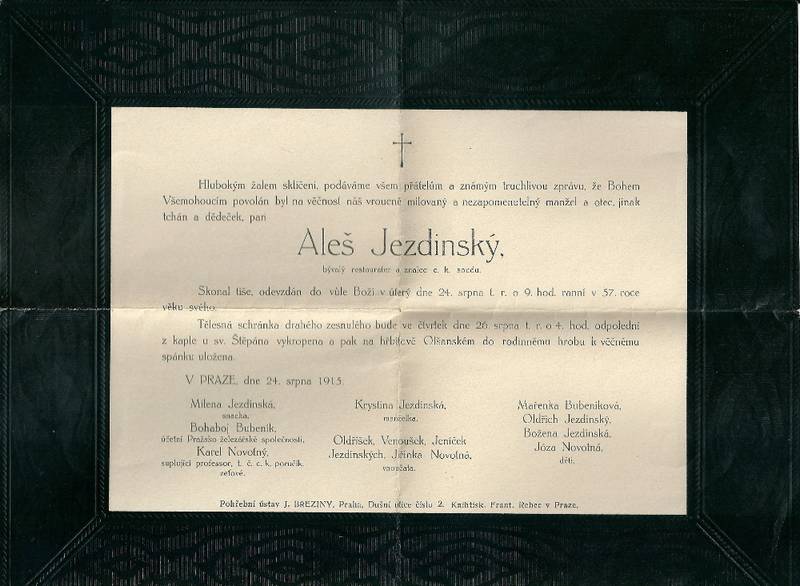 Hlubokým žalem skličeni, podáváme všem přátelům a známým truchlivou zprávu, že Bohem
Všemohoucím povolán byl na věčnost náš vroucně milovaný a nezapomenutelný manžel a otec, jinak
tchán a dědeček, pan
Aleš Jezdinský,
bývalý restaurater a znalec c. k. soudu.
Skonal tiše, odevzdán do vůle Boží v úterý dne 24. srpna t. r. o 9. hod. ranní v 57. roce
věku svého.
Tělesná schránka drahého zesnulého bude ve čtvrtek dne 26. srpna t. r. o 4. hod. odpolední
z kaple u sv. Štěpána vykropena a pak na hřbitově Olšanském do rodinného hrobu k věčnému
spánku uložena.
V PRAZE, dne 24. srpna 1915.
Milena Jezdinská,
snacha.
Bohaboj Bubeník,
účetní Pražsko železářské společnosti,
Karel Novotný,
suplující professor, t. č. c. k. poručík
zeťové.
Krystina Jezdinská,
manželka.
Oldříšek, Venoušek, Jeníček
Jezdinských, Jiřinka Novotná,
vnoučata.
Mařenka Bubeníková,
Oldřich Jezdinský,
Božena Jezdinská,
Józa Novotná,
děti.
Pohřební ústav J. BREZINY, Praha, Dušní ulice číslo 2. Knihtisk. Frant. Rebec v Praze.